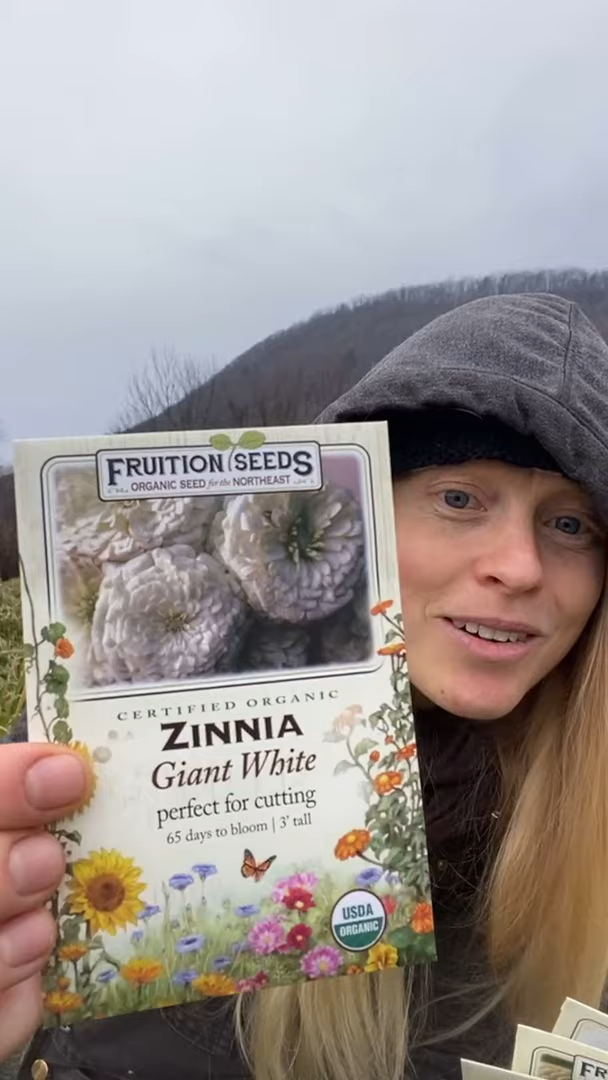 FRUITION SEEDS
ORGANIC SEED for the NORTHEAST
CERTIFIED ORGANIC
ZINNIA
Giant White
perfect for cutting
65 days to bloom | 3' tall
USDA
ORGANIC
FR